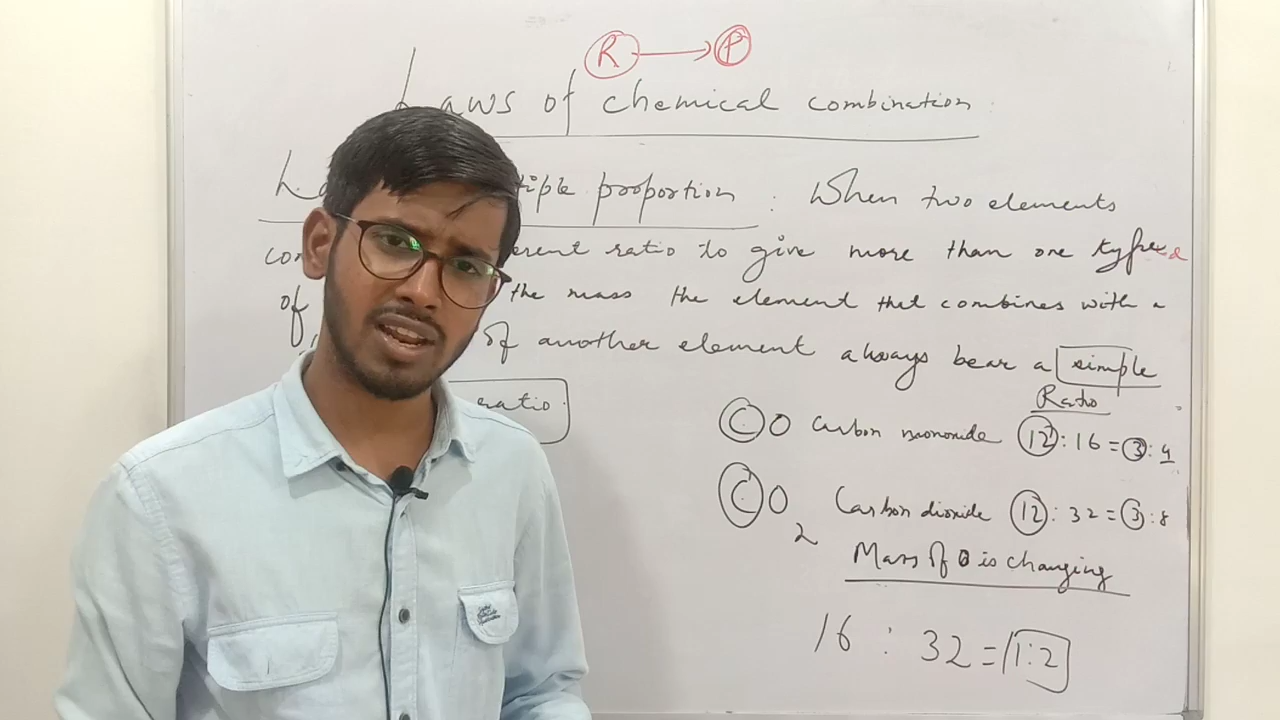 R → P
Laws of chemical combination
tiple proportion : When two elements
erent ratio to give more than one
of the mass the element that combines with a
of another element always bear a simple
ratio.
Ratio
CO Carbon monoxide 12 : 16 = 3 : 4
CO2 Carbon dioxide 12 : 32 = 3 : 8
Mass of O is changing
16 : 32 = 1:2